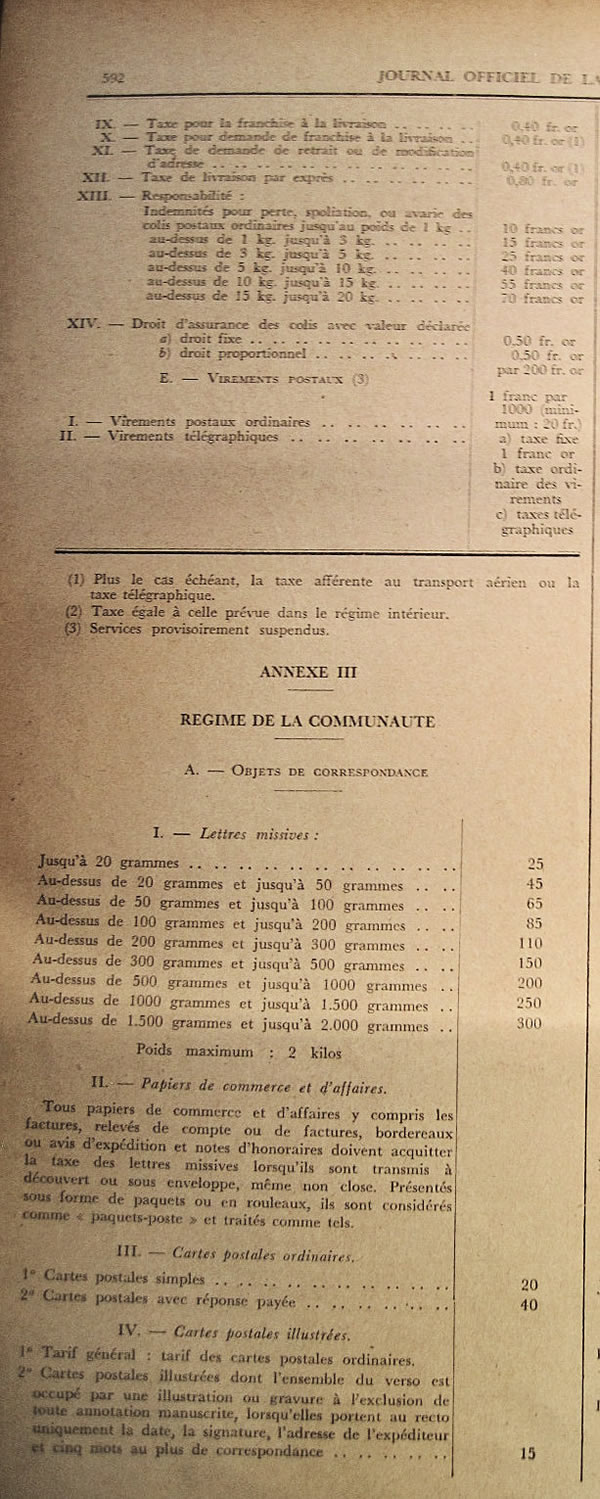 592 JOURNAL OFFICIEL DE LA
IX. — Taxe pour la franchise à la livraison .. .. .. .. 0,40 fr. or
X. — Taxe pour demande de franchise à la livraison .. .. 0,40 fr. or (1)
XI. — Taxe de demande de retrait ou de modification
d'adresse .. .. .. .. .. .. .. .. .. .. .. .. 0,40 fr. or (1)
XII. — Taxe de livraison par exprès .. .. .. .. .. .. 0,80 fr. or
XIII. — Responsabilité :
Indemnités pour perte, spoliation, ou avarie des
colis postaux ordinaires jusqu'au poids de 1 kg .. 10 francs or
au-dessus de 1 kg. jusqu'à 3 kg. .. .. .. .. 15 francs or
au-dessus de 3 kg. jusqu'à 5 kg. .. .. .. .. 25 francs or
au-dessus de 5 kg. jusqu'à 10 kg. .. .. .. .. 40 francs or
au-dessus de 10 kg. jusqu'à 15 kg. .. .. .. .. 55 francs or
au-dessus de 15 kg. jusqu'à 20 kg. .. .. .. .. 70 francs or
XIV. — Droit d'assurance des colis avec valeur déclarée
a) droit fixe .. .. .. .. .. .. .. .. .. .. 0.50 fr. or
b) droit proportionnel .. .. .. .. .. .. .. 0.50 fr. or
par 200 fr. or
E. — VIREMENTS POSTAUX (3)
1 franc par
1000 (mini-
I. — Virements postaux ordinaires .. .. .. .. .. .. mum : 20 fr.)
II. — Virements télégraphiques .. .. .. .. .. .. .. a) taxe fixe
1 franc or
b) taxe ordi-
naire des vi-
rements
c) taxes télé-
graphiques
(1) Plus le cas échéant, la taxe afférente au transport aérien ou la
taxe télégraphique.
(2) Taxe égale à celle prévue dans le régime intérieur.
(3) Services provisoirement suspendus.
ANNEXE III
REGIME DE LA COMMUNAUTE
A. — OBJETS DE CORRESPONDANCE
I. — Lettres missives :
Jusqu'à 20 grammes .. .. .. .. .. .. .. .. .. .. 25
Au-dessus de 20 grammes et jusqu'à 50 grammes .. .. 45
Au-dessus de 50 grammes et jusqu'à 100 grammes .. .. 65
Au-dessus de 100 grammes et jusqu'à 200 grammes .. .. 85
Au-dessus de 200 grammes et jusqu'à 300 grammes .. .. 110
Au-dessus de 300 grammes et jusqu'à 500 grammes .. .. 150
Au-dessus de 500 grammes et jusqu'à 1000 grammes .. 200
Au-dessus de 1000 grammes et jusqu'à 1.500 grammes .. 250
Au-dessus de 1.500 grammes et jusqu'à 2.000 grammes .. 300
Poids maximum : 2 kilos
II. — Papiers de commerce et d'affaires.
Tous papiers de commerce et d'affaires y compris les
factures, relevés de compte ou de factures, bordereaux
ou avis d'expédition et notes d'honoraires doivent acquitter
la taxe des lettres missives lorsqu'ils sont transmis à
découvert ou sous enveloppe, même non close. Présentés
sous forme de paquets ou en rouleaux, ils sont considérés
comme « paquets-poste » et traités comme tels.
III. — Cartes postales ordinaires.
1° Cartes postales simples .. .. .. .. .. .. .. .. .. 20
2° Cartes postales avec réponse payée .. .. .. .. .. .. 40
IV. — Cartes postales illustrées.
1° Tarif général : tarif des cartes postales ordinaires.
2° Cartes postales illustrées dont l'ensemble du verso est
occupé par une illustration ou gravure à l'exclusion de
toute annotation manuscrite, lorsqu'elles portent au recto
uniquement la date, la signature, l'adresse de l'expéditeur
et cinq mots au plus de correspondance .. .. .. .. .. 15